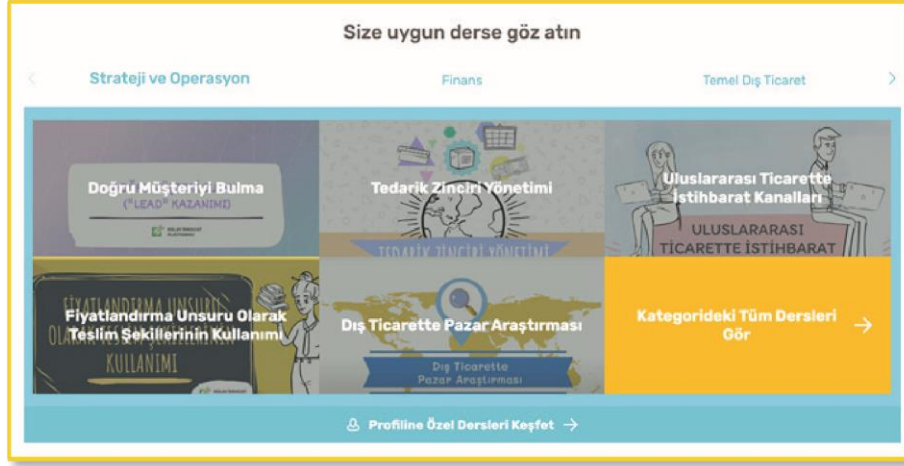 Size uygun derse göz atın
Strateji ve Operasyon
Finans
Temel Dış Ticaret
Doğru Müşteriyi Bulma
("LEAD" KAZANIMI)
Tedarik Zinciri Yönetimi
TEDARİK ZİNCİRİ YÖNETİMİ
Uluslararası Ticarette
İstihbarat Kanalları
ULUSLARARASI
TİCARETTE İSTİHBARAT
FİYATLANDIRMA UNSURU
Fiyatlandırma Unsuru Olarak
Teslim Şekillerinin Kullanımı
KULLANIMI
Dış Ticarette Pazar Araştırması
Dış Ticarette
Pazar Araştırması
Kategorideki Tüm Dersleri
Gör
Profiline Özel Dersleri Keşfet